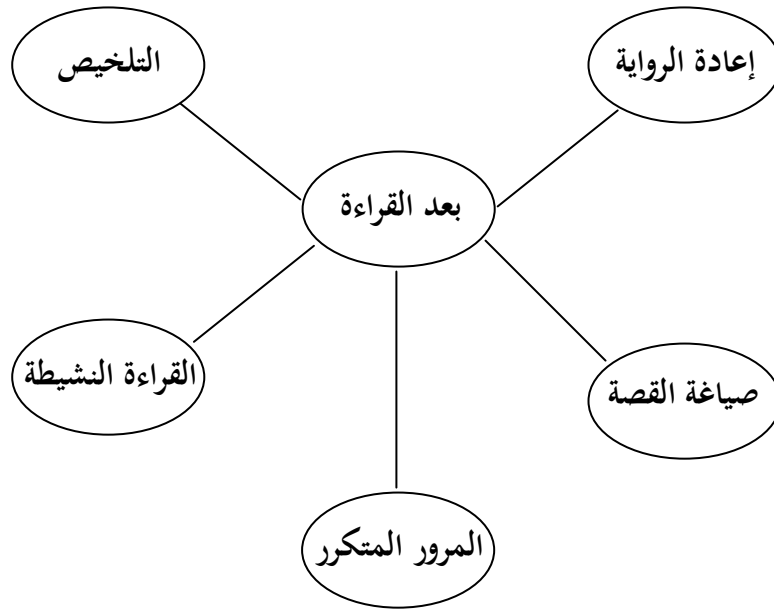 إعادة الرواية
التلخيص
بعد القراءة
صياغة القصة
القراءة النشيطة
المرور المتكرر